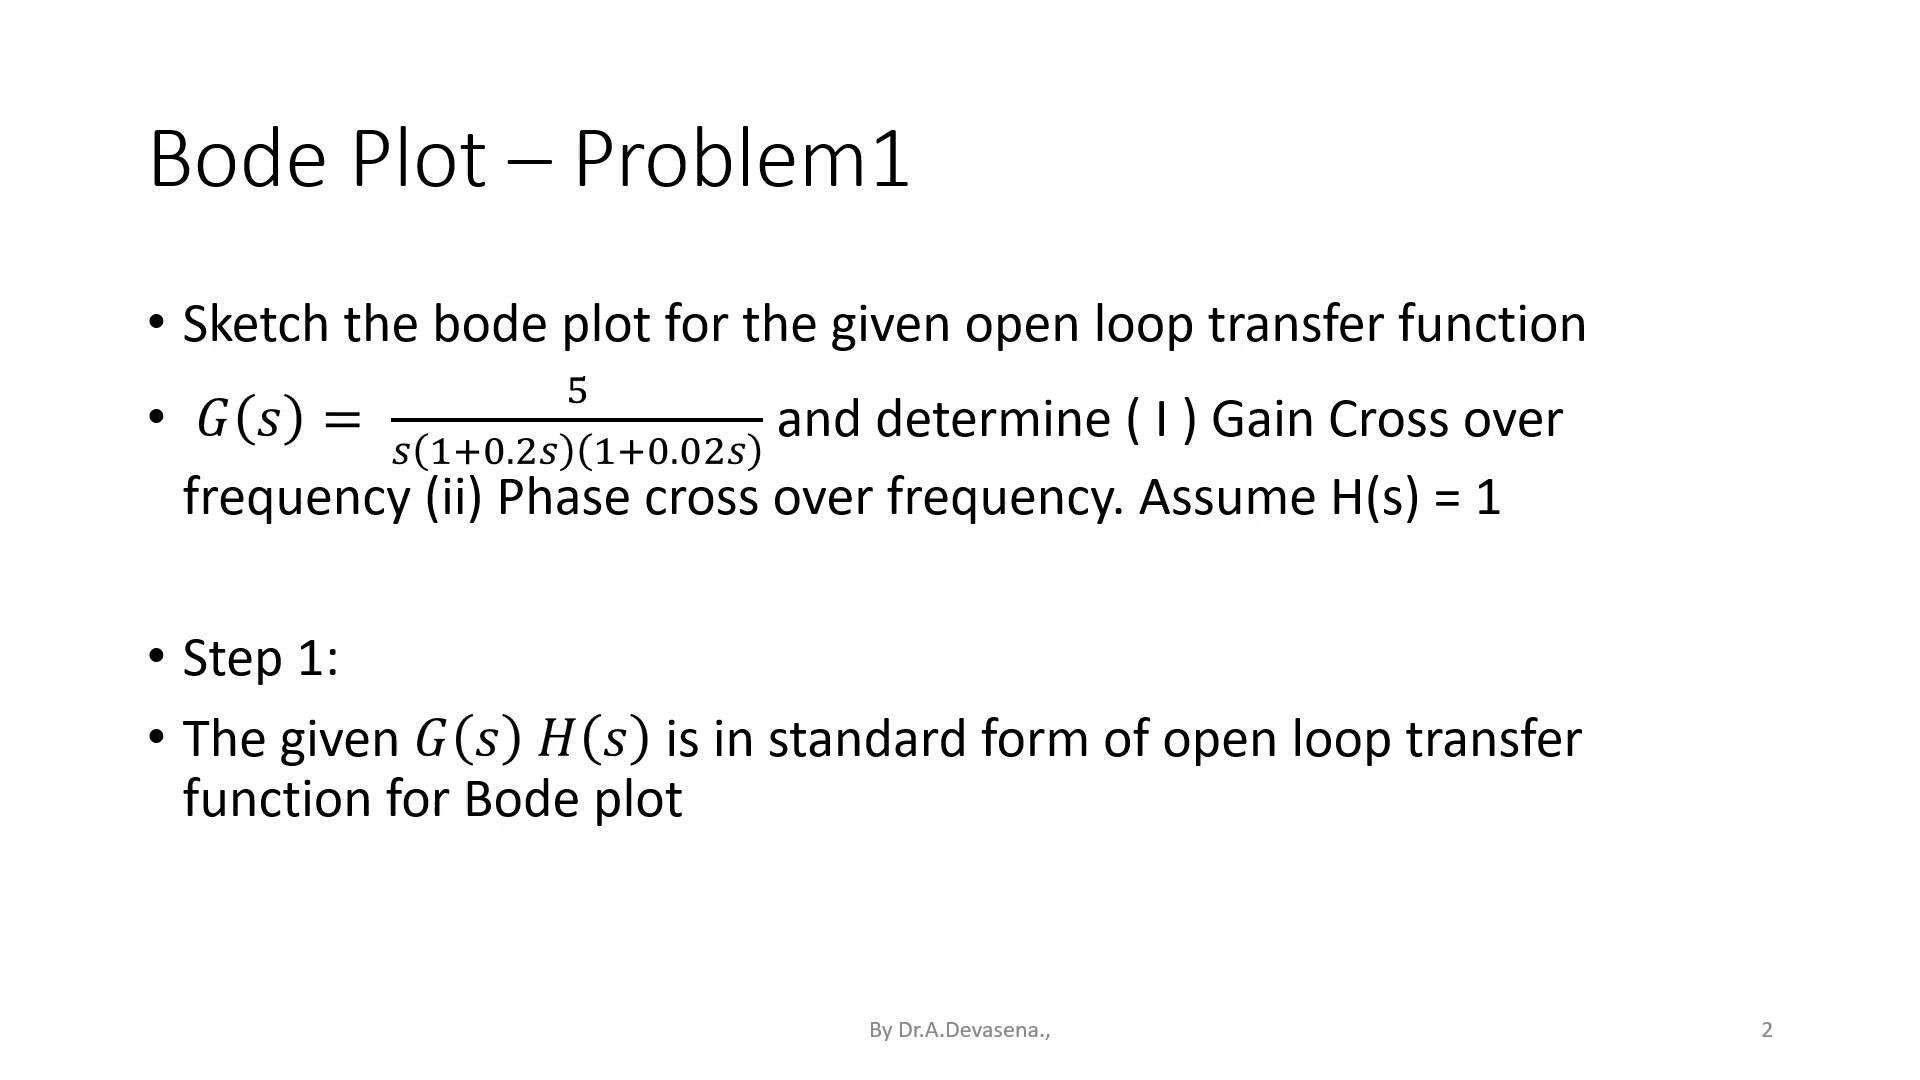 Bode Plot – Problem1
• Sketch the bode plot for the given open loop transfer function
• G(s) = 5 / s(1+0.2s)(1+0.02s) and determine ( I ) Gain Cross over
frequency (ii) Phase cross over frequency. Assume H(s) = 1
• Step 1:
• The given G(s) H(s) is in standard form of open loop transfer
function for Bode plot
By Dr.A.Devasena.,
2